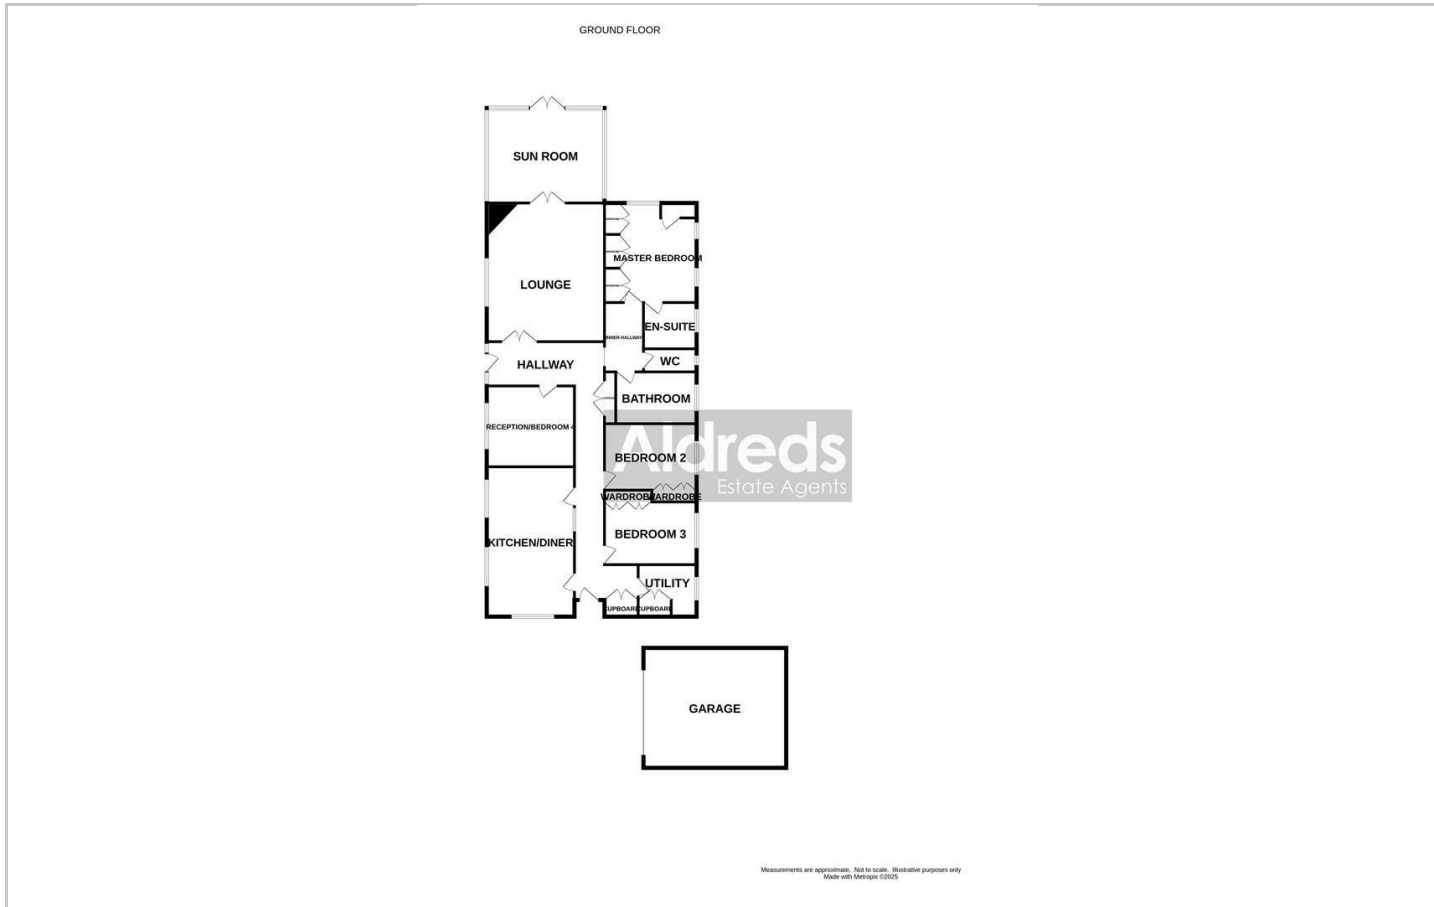 GROUND FLOOR
SUN ROOM
MASTER BEDROOM
LOUNGE
EN-SUITE
INNER HALLWAY
WC
HALLWAY
BATHROOM
RECEPTION/BEDROOM 4
Aldreds
BEDROOM 2
Estate Agents
WARDROBE
WARDROBE
BEDROOM 3
KITCHEN/DINER
UTILITY
CUPBOARD
CUPBOARD
GARAGE
Measurements are approximate. Not to scale. Illustrative purposes only
Made with Metropix ©2025